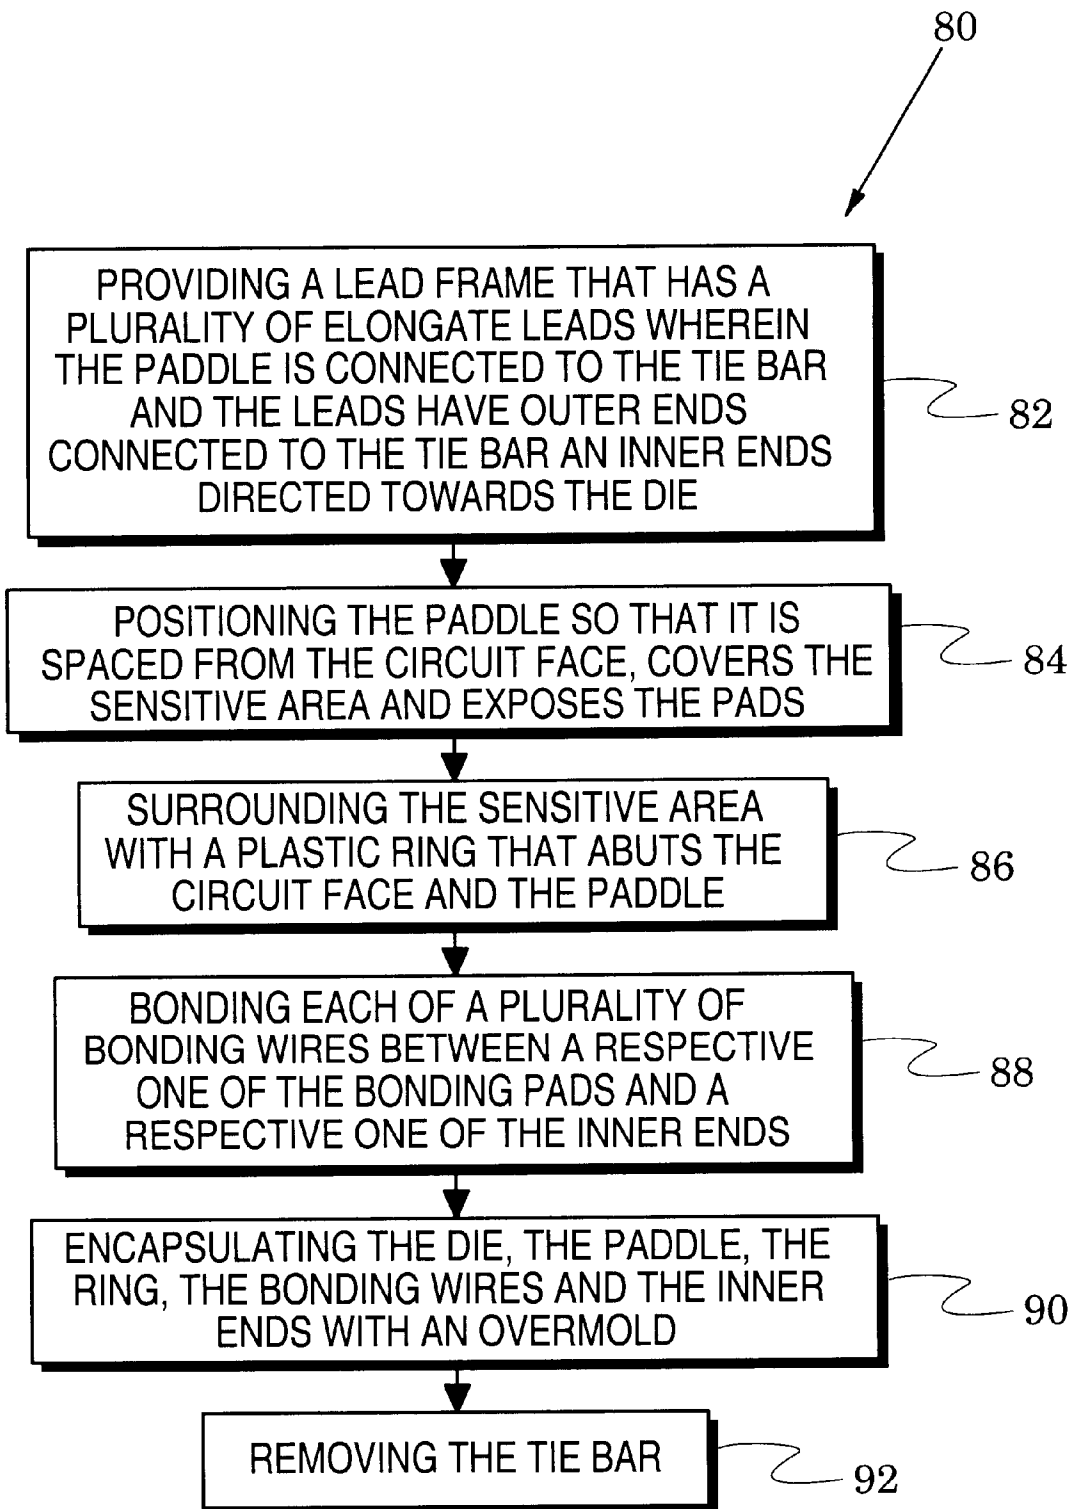 80
PROVIDING A LEAD FRAME THAT HAS A
PLURALITY OF ELONGATE LEADS WHEREIN
THE PADDLE IS CONNECTED TO THE TIE BAR
AND THE LEADS HAVE OUTER ENDS
CONNECTED TO THE TIE BAR AN INNER ENDS
DIRECTED TOWARDS THE DIE
82
POSITIONING THE PADDLE SO THAT IT IS
SPACED FROM THE CIRCUIT FACE, COVERS THE
SENSITIVE AREA AND EXPOSES THE PADS
84
SURROUNDING THE SENSITIVE AREA
WITH A PLASTIC RING THAT ABUTS THE
CIRCUIT FACE AND THE PADDLE
86
BONDING EACH OF A PLURALITY OF
BONDING WIRES BETWEEN A RESPECTIVE
ONE OF THE BONDING PADS AND A
RESPECTIVE ONE OF THE INNER ENDS
88
ENCAPSULATING THE DIE, THE PADDLE, THE
RING, THE BONDING WIRES AND THE INNER
ENDS WITH AN OVERMOLD
90
REMOVING THE TIE BAR
92